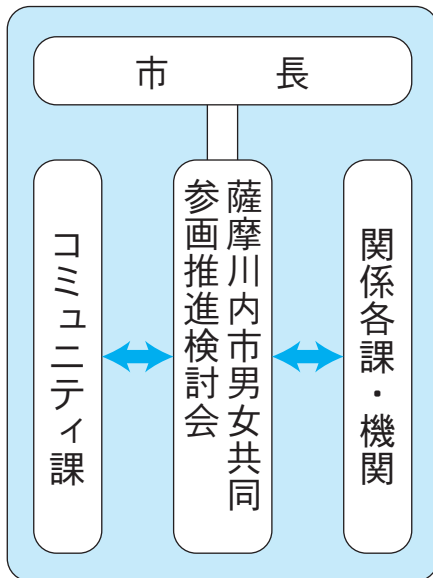 市　長
コミュニティ課
薩摩川内市男女共同
参画推進検討会
関係各課・機関